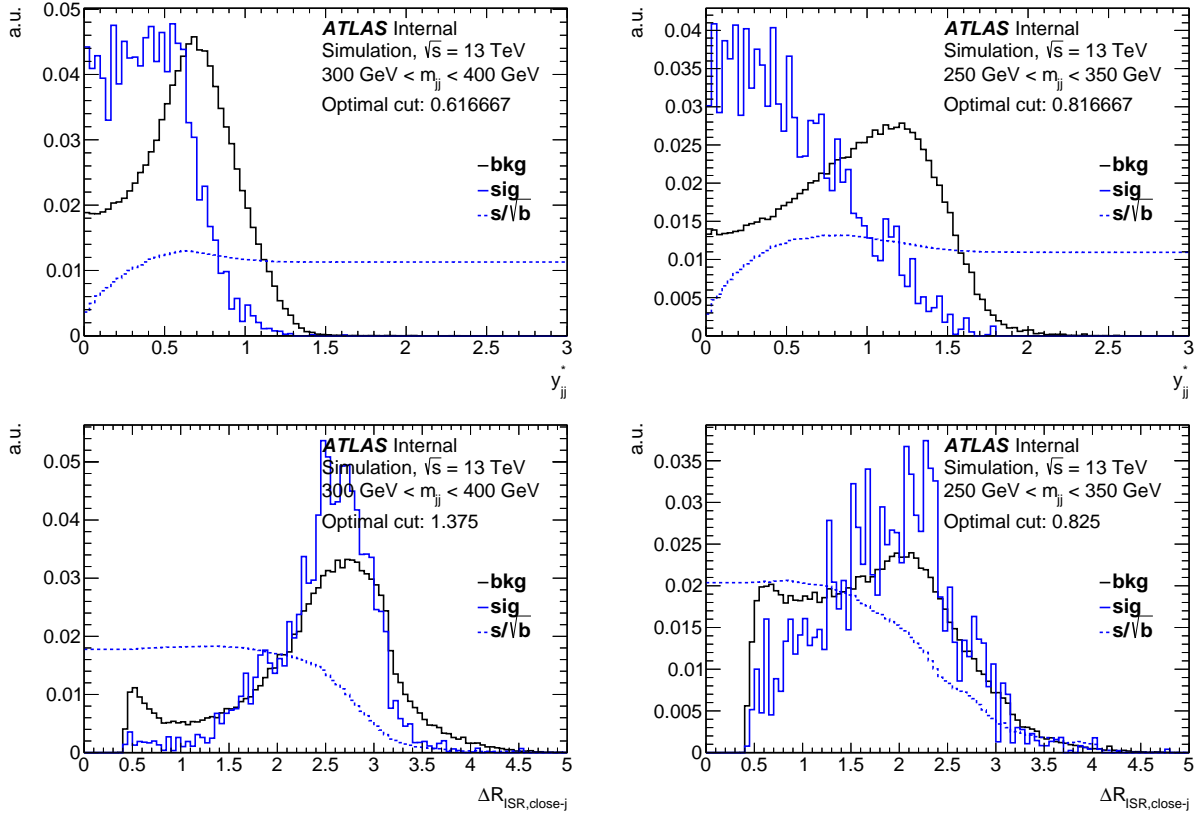 a.u.
0.05
0.04
0.03
0.02
0.01
0
0 0.5 1 1.5 2 2.5 3
y*jj
ATLAS Internal
Simulation, √s = 13 TeV
300 GeV < mjj < 400 GeV
Optimal cut: 0.616667
bkg
sig
s/√b
a.u.
0.04
0.035
0.03
0.025
0.02
0.015
0.01
0.005
0
0 0.5 1 1.5 2 2.5 3
y*jj
ATLAS Internal
Simulation, √s = 13 TeV
250 GeV < mjj < 350 GeV
Optimal cut: 0.816667
bkg
sig
s/√b
a.u.
0.05
0.04
0.03
0.02
0.01
0
0 0.5 1 1.5 2 2.5 3 3.5 4 4.5 5
ΔRISR,close-j
ATLAS Internal
Simulation, √s = 13 TeV
300 GeV < mjj < 400 GeV
Optimal cut: 1.375
bkg
sig
s/√b
a.u.
0.035
0.03
0.025
0.02
0.015
0.01
0.005
0
0 0.5 1 1.5 2 2.5 3 3.5 4 4.5 5
ΔRISR,close-j
ATLAS Internal
Simulation, √s = 13 TeV
250 GeV < mjj < 350 GeV
Optimal cut: 0.825
bkg
sig
s/√b